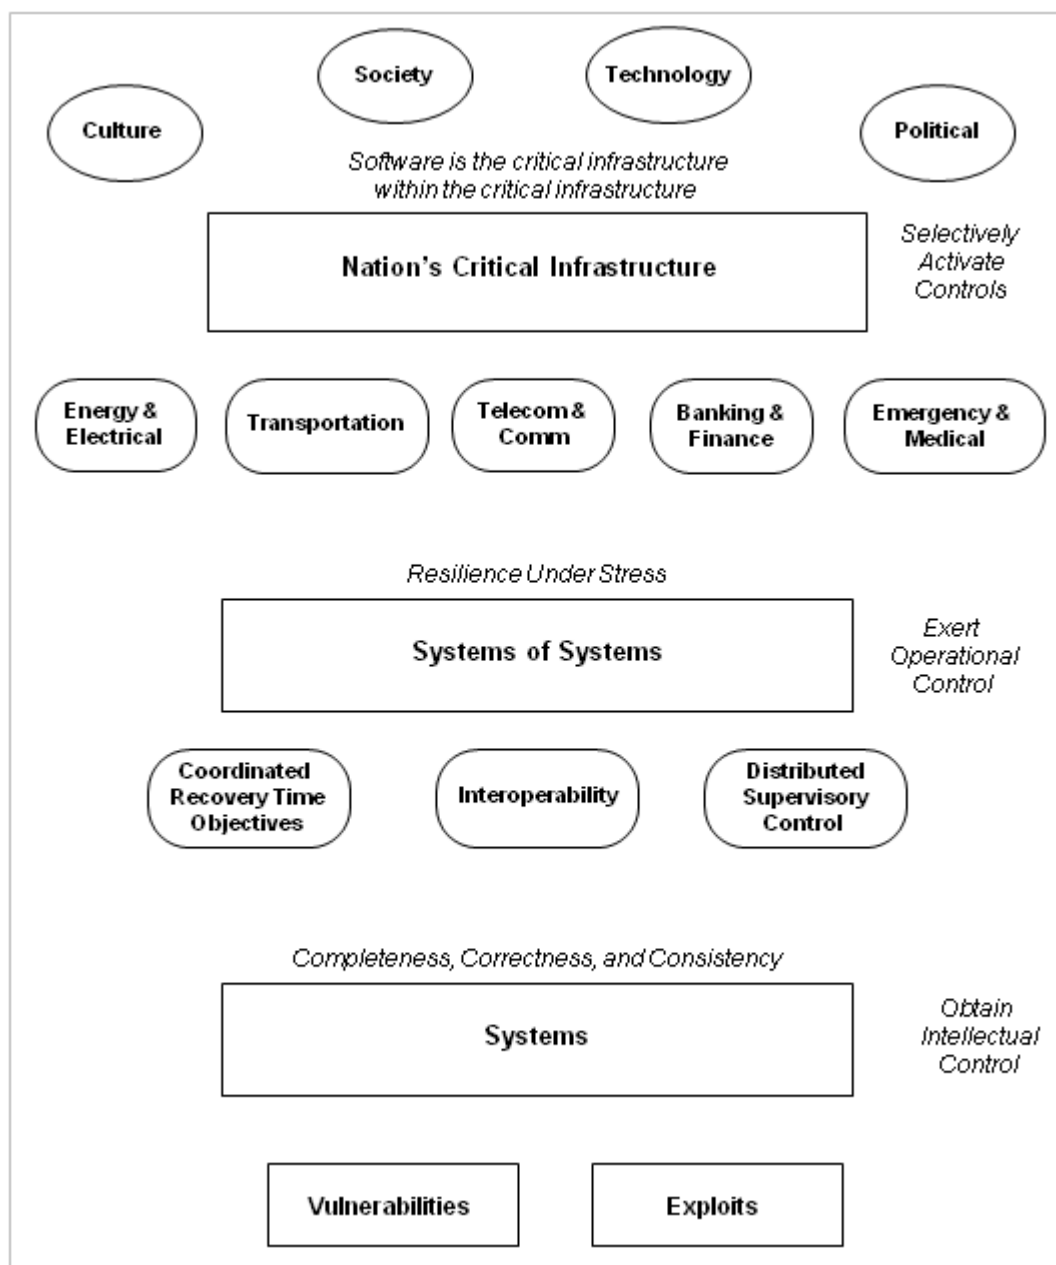 Society
Technology
Culture
Political
Software is the critical infrastructure
within the critical infrastructure
Nation's Critical Infrastructure
Selectively
Activate
Controls
Energy &
Electrical
Transportation
Telecom &
Comm
Banking &
Finance
Emergency &
Medical
Resilience Under Stress
Systems of Systems
Exert
Operational
Control
Coordinated
Recovery Time
Objectives
Interoperability
Distributed
Supervisory
Control
Completeness, Correctness, and Consistency
Systems
Obtain
Intellectual
Control
Vulnerabilities
Exploits